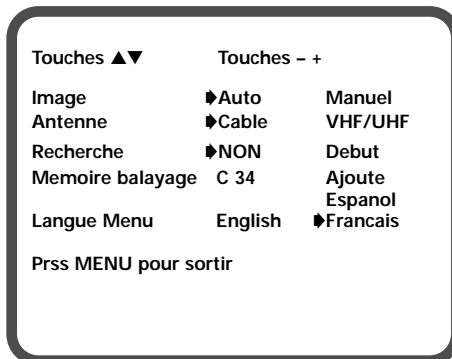 Touches ▲▼ Touches – +
Image ➧Auto Manuel
Antenne ➧Cable VHF/UHF
Recherche ➧NON Debut
Memoire balayage C 34 Ajoute
Espanol
Langue Menu English ➧Francais
Prss MENU pour sortir